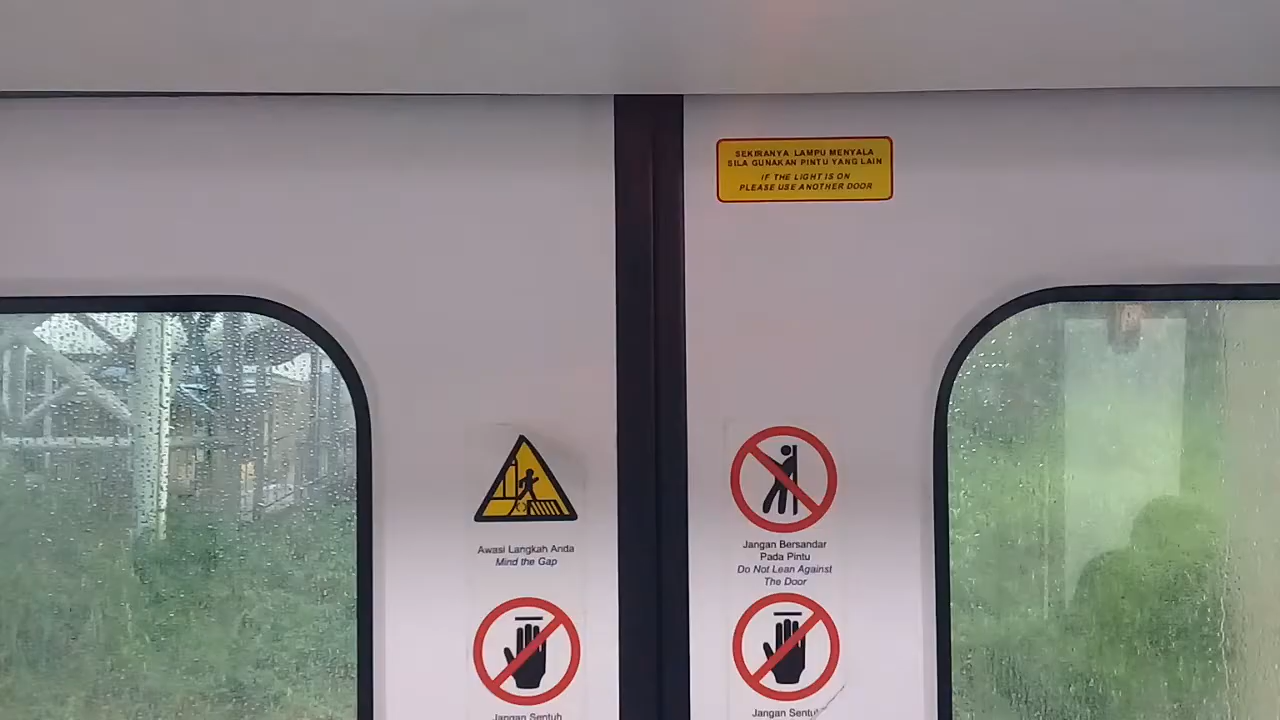 SEKIRANYA LAMPU MENYALA
SILA GUNAKAN PINTU YANG LAIN
IF THE LIGHT IS ON
PLEASE USE ANOTHER DOOR
Awasi Langkah Anda
Mind the Gap
Jangan Bersandar
Pada Pintu
Do Not Lean Against
The Door
Jangan Sentuh
Jangan Sentuh